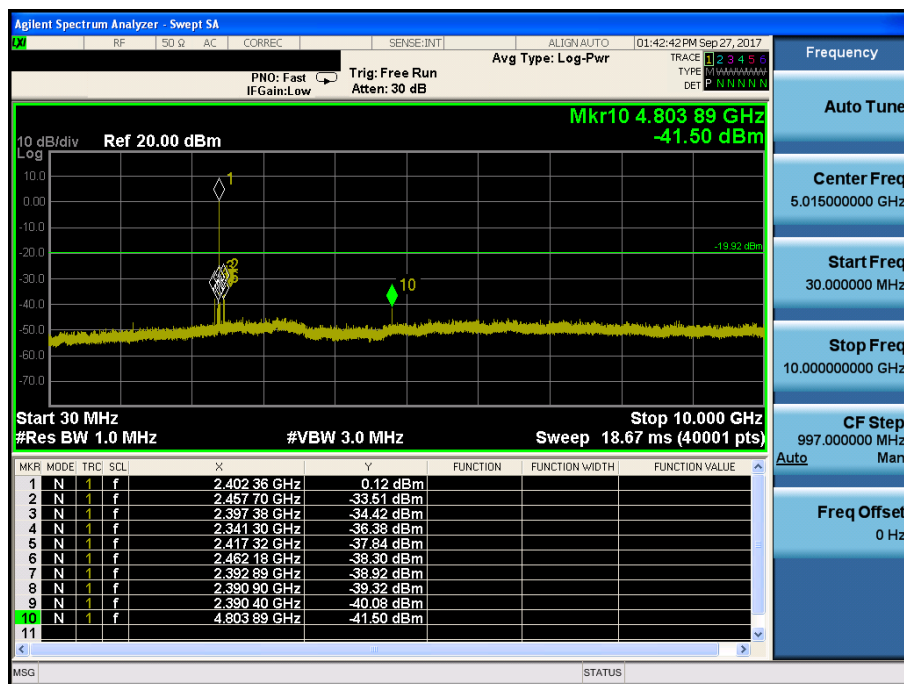 Agilent Spectrum Analyzer - Swept SA
LXI RF 50 Ω AC CORREC SENSE:INT ALIGN AUTO 01:42:42 PM Sep 27, 2017
Avg Type: Log-Pwr
TRACE 1 2 3 4 5 6
PNO: Fast Trig: Free Run
TYPE M
IFGain:Low Atten: 30 dB
DET P N N N N N
Mkr10 4.803 89 GHz
-41.50 dBm
10 dB/div Ref 20.00 dBm
Log
10.0
0.00
-10.0
-20.0
-30.0
-40.0
-50.0
-60.0
-70.0
1
-19.92 dBm
10
Start 30 MHz Stop 10.000 GHz
#Res BW 1.0 MHz #VBW 3.0 MHz Sweep 18.67 ms (40001 pts)
MKR MODE TRC SCL X Y FUNCTION FUNCTION WIDTH FUNCTION VALUE
1 N 1 f 2.402 36 GHz 0.12 dBm
2 N 1 f 2.457 70 GHz -33.51 dBm
3 N 1 f 2.397 38 GHz -34.42 dBm
4 N 1 f 2.341 30 GHz -36.38 dBm
5 N 1 f 2.417 32 GHz -37.84 dBm
6 N 1 f 2.462 18 GHz -38.30 dBm
7 N 1 f 2.392 89 GHz -38.92 dBm
8 N 1 f 2.390 90 GHz -39.32 dBm
9 N 1 f 2.390 40 GHz -40.08 dBm
10 N 1 f 4.803 89 GHz -41.50 dBm
11
MSG STATUS
Frequency
Auto Tune
Center Freq
5.015000000 GHz
Start Freq
30.000000 MHz
Stop Freq
10.000000000 GHz
CF Step
997.000000 MHz
Auto Man
Freq Offset
0 Hz